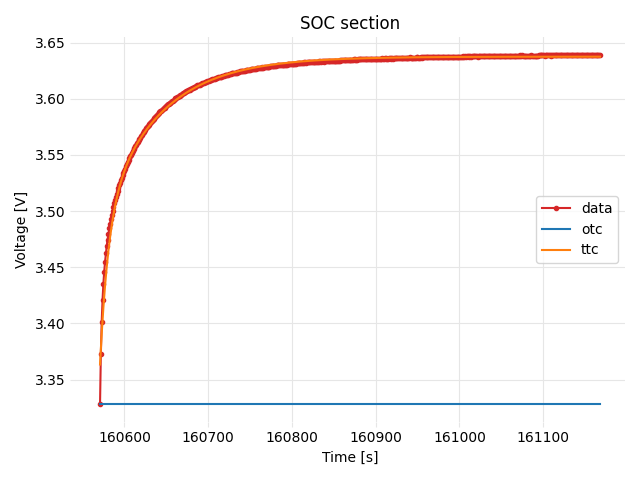 SOC section
3.65
3.60
3.55
3.50
3.45
3.40
3.35
Voltage [V]
data
otc
ttc
160600
160700
160800
160900
161000
161100
Time [s]